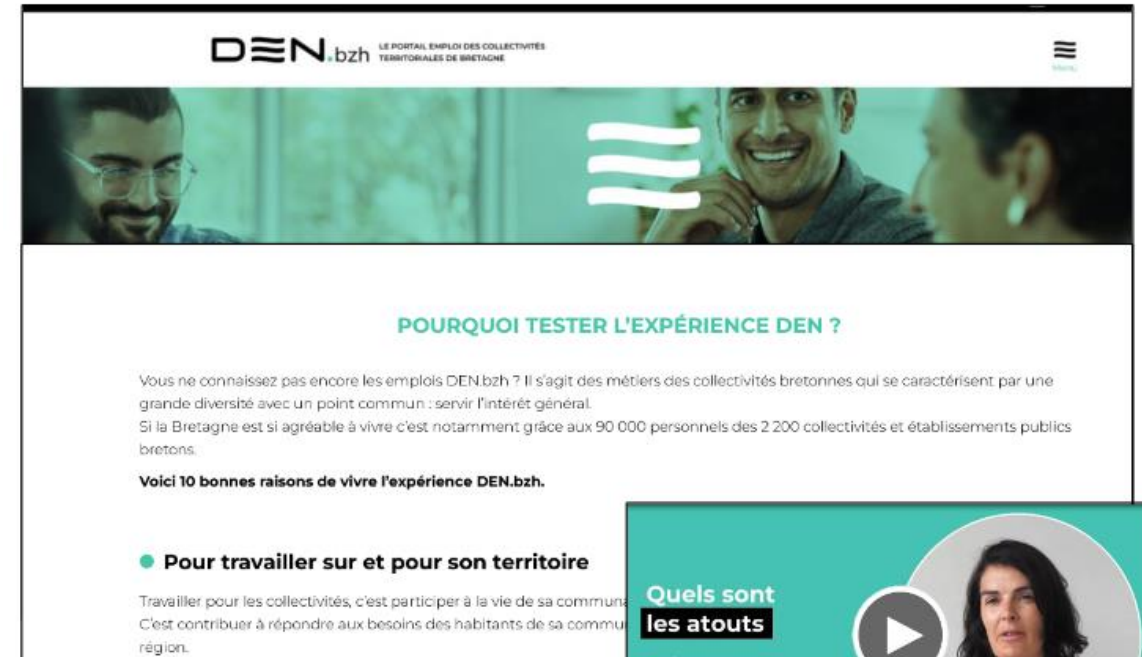 DEN.bzh
LE PORTAIL EMPLOI DES COLLECTIVITÉS
TERRITORIALES DE BRETAGNE
Menu
POURQUOI TESTER L'EXPÉRIENCE DEN ?
Vous ne connaissez pas encore les emplois DEN.bzh ? Il s'agit des métiers des collectivités bretonnes qui se caractérisent par une
grande diversité avec un point commun : servir l'intérêt général.
Si la Bretagne est si agréable à vivre c'est notamment grâce aux 90 000 personnels des 2 200 collectivités et établissements publics
bretons.
Voici 10 bonnes raisons de vivre l'expérience DEN.bzh.
Pour travailler sur et pour son territoire
Travailler pour les collectivités, c'est participer à la vie de sa
C'est contribuer à répondre aux besoins des habitants de sa
région.
Quels sont
les atouts